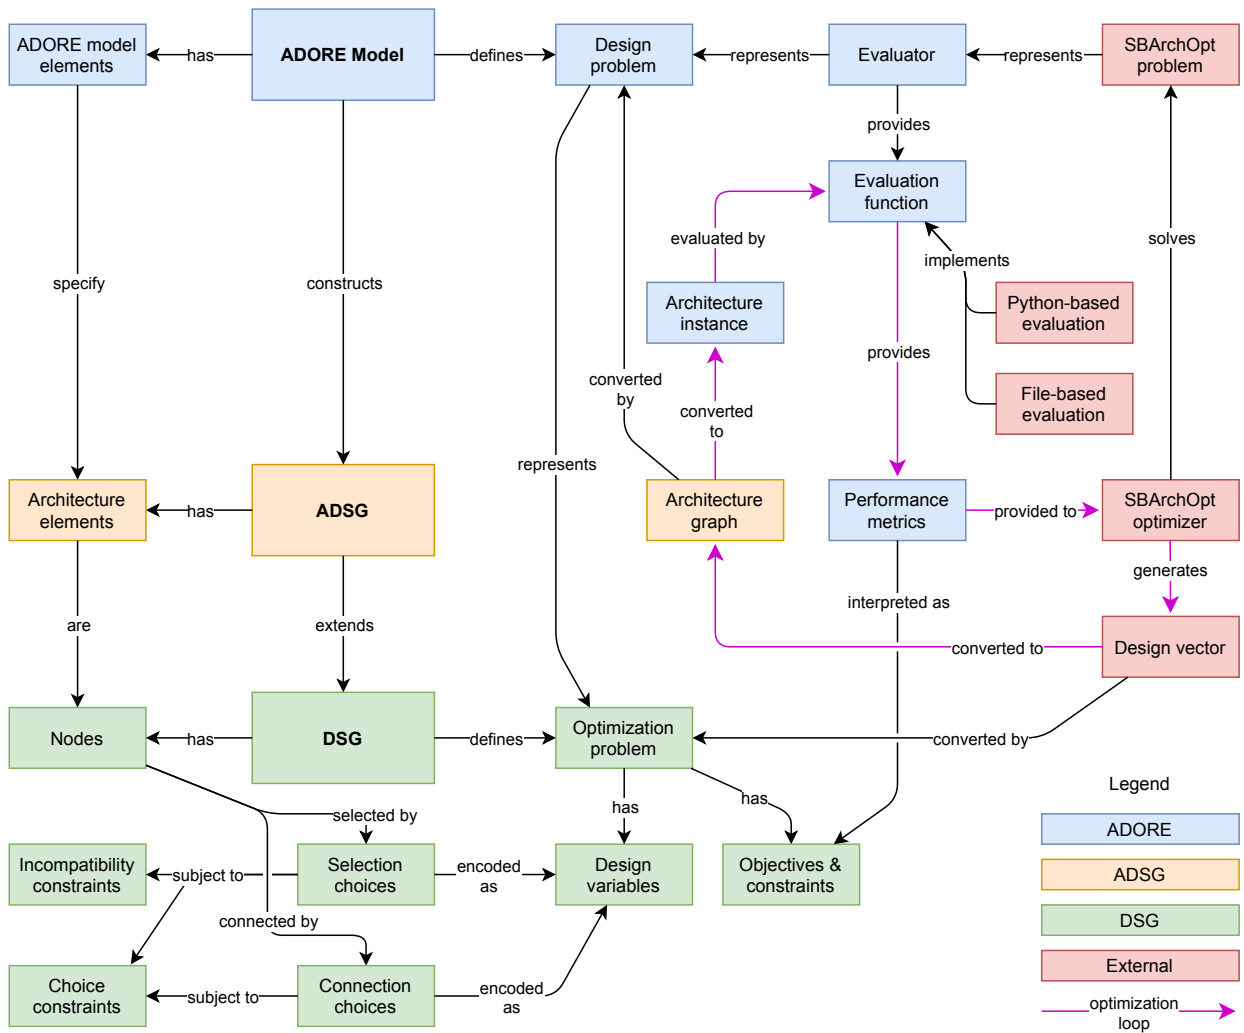 ADORE model
elements
has
ADORE Model
defines
Design
problem
represents
Evaluator
represents
SBArchOpt
problem
provides
Evaluation
function
evaluated by
solves
implements
specify
constructs
Architecture
instance
Python-based
evaluation
provides
converted
by
converted
to
File-based
evaluation
represents
Architecture
elements
has
ADSG
Architecture
graph
Performance
metrics
provided to
SBArchOpt
optimizer
generates
interpreted as
are
extends
converted to
Design vector
Nodes
has
DSG
defines
Optimization
problem
converted by
has
has
selected by
Incompatibility
constraints
subject to
Selection
choices
encoded
as
Design
variables
Objectives &
constraints
connected by
Choice
constraints
subject to
Connection
choices
encoded
as
Legend
ADORE
ADSG
DSG
External
optimization
loop